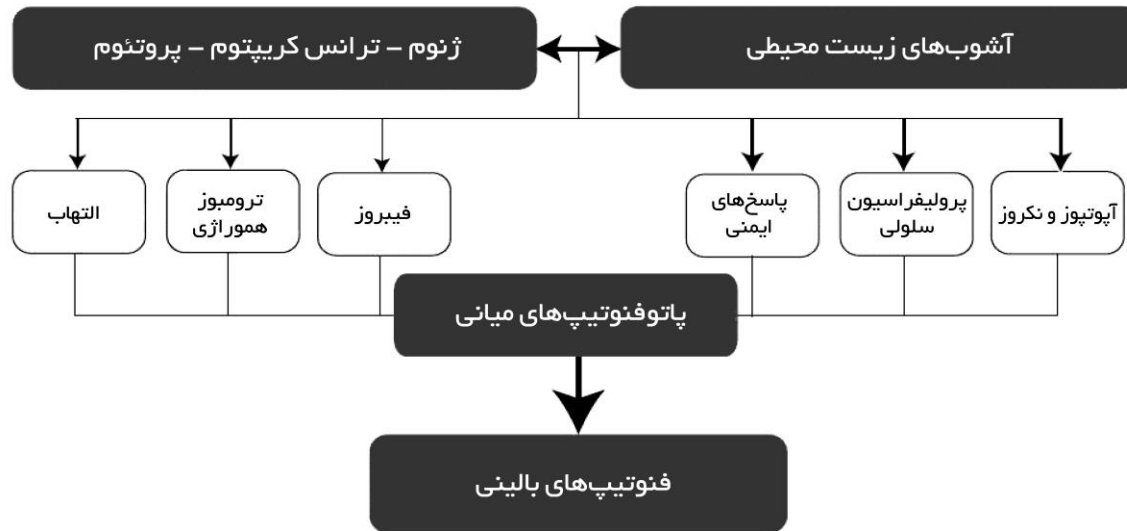 آشوب‌های زیست محیطی
ژنوم – ترانس کریپتوم – پروتئوم
آپوتپوز و نکروز
پرولیفراسیون
سلولی
پاسخ‌های
ایمنی
فیبروز
ترومبوز
هموراژی
التهاب
پاتوفنوتیپ‌های میانی
فنوتیپ‌های بالینی